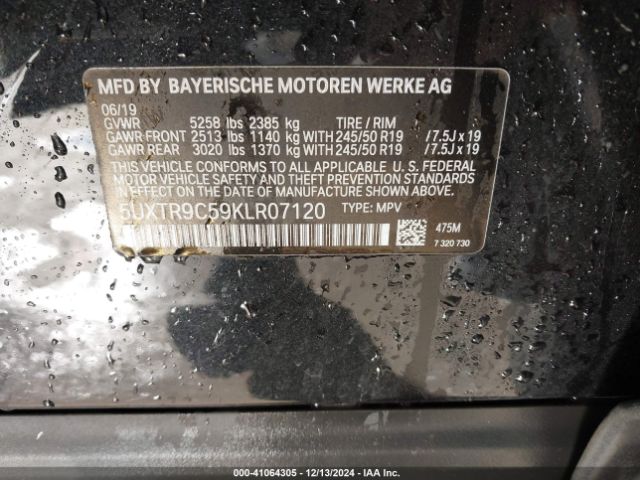 MFD BY BAYERISCHE MOTOREN WERKE AG
06/19
GVWR 5258 lbs 2385 kg TIRE / RIM
GAWR FRONT 2513 lbs 1140 kg WITH 245/50 R19 /7.5J x 19
GAWR REAR 3020 lbs 1370 kg WITH 245/50 R19 /7.5J x 19
THIS VEHICLE CONFORMS TO ALL APPLICABLE U. S. FEDERAL
MOTOR VEHICLE SAFETY AND THEFT PREVENTION STANDARDS
IN EFFECT ON THE DATE OF MANUFACTURE SHOWN ABOVE.
5UXTR9C59KLR07120 TYPE: MPV
475M
7 320 730
000-41064305 - 12/13/2024 - IAA Inc.